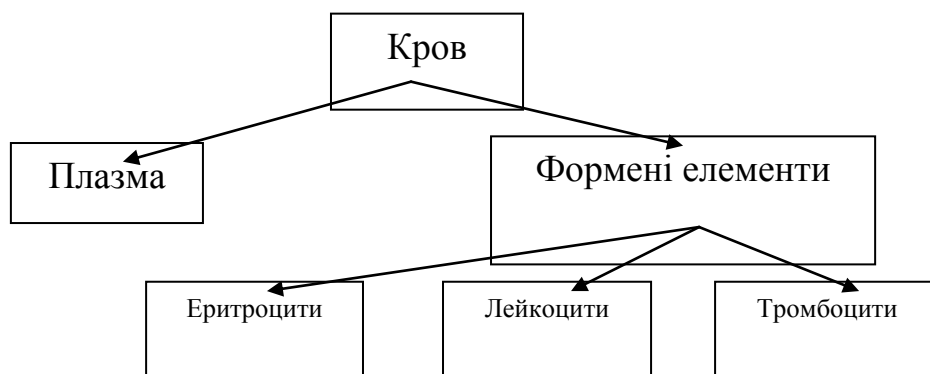 Кров
Плазма
Формені елементи
Еритроцити
Лейкоцити
Тромбоцити